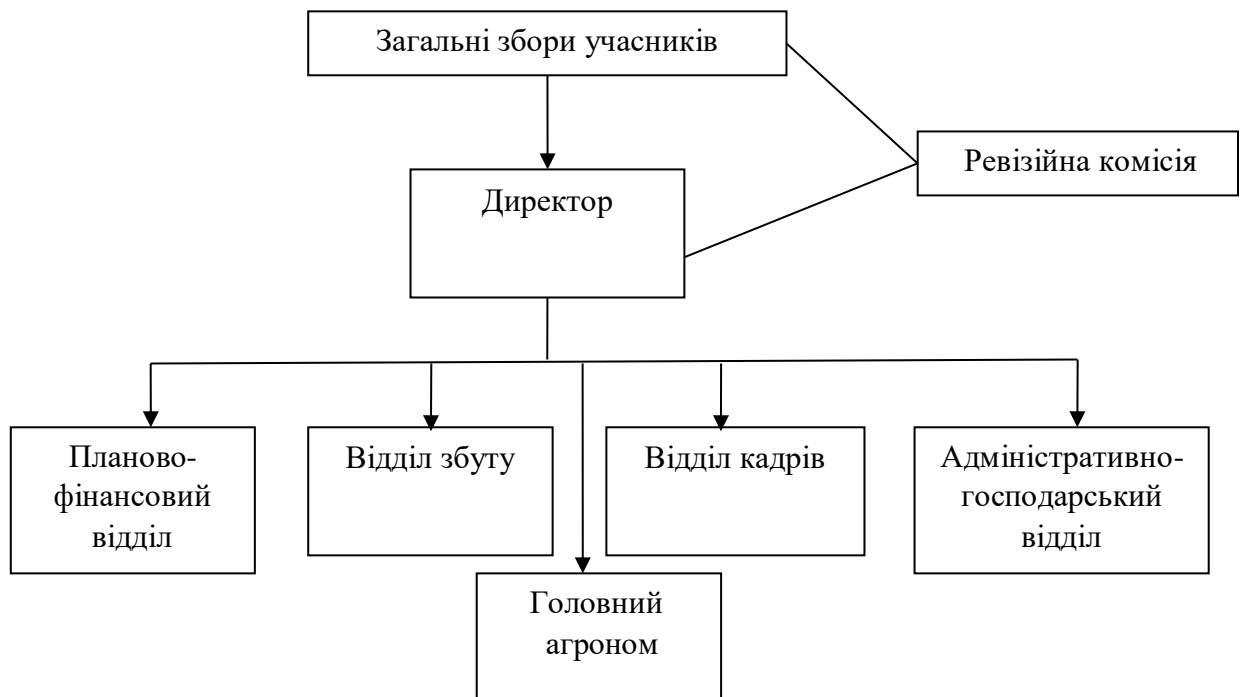 Загальні збори учасників
Ревізійна комісія
Директор
Планово-
фінансовий
відділ
Відділ збуту
Відділ кадрів
Адміністративно-
господарський
відділ
Головний
агроном